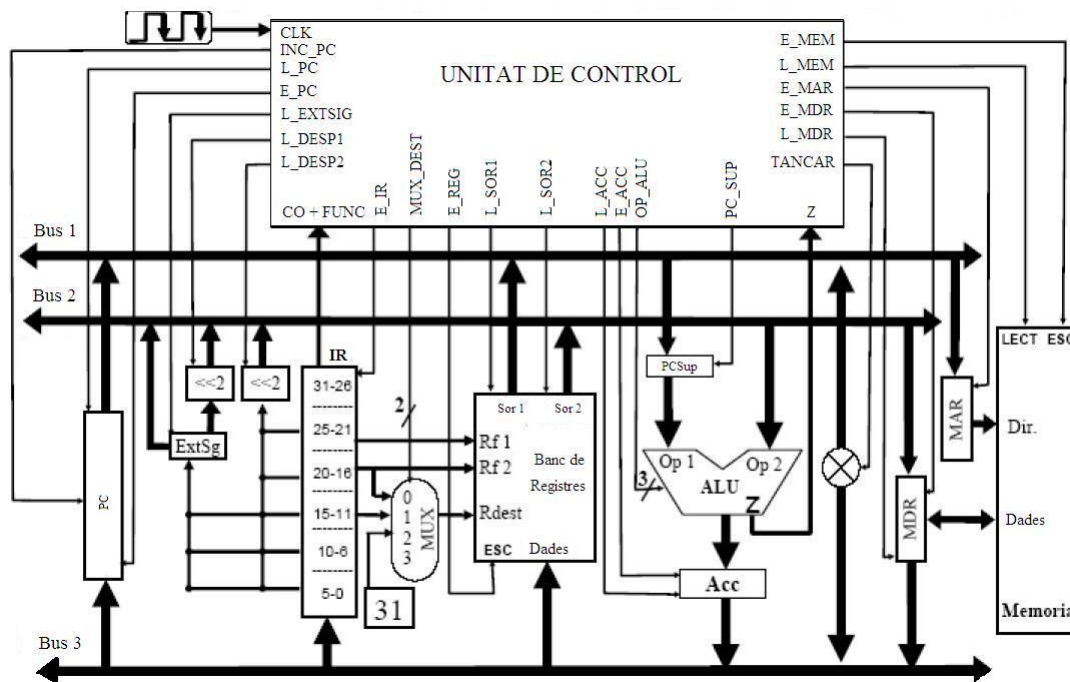 CLK
INC_PC
L_PC
E_PC
L_EXTSIG
L_DESP1
L_DESP2
CO + FUNC
UNITAT DE CONTROL
E_IR
MUX_DEST
E_REG
L_SOR1
L_SOR2
L_ACC
E_ACC
OP_ALU
PC_SUP
Z
E_MEM
L_MEM
E_MAR
E_MDR
L_MDR
TANCAR
Bus 1
Bus 2
<<2
<<2
ExtSg
PC
IR
31-26
25-21
20-16
15-11
10-6
5-0
2
0
1
2
3
MUX
31
Sor 1
Sor 2
Rf 1
Rf 2
Banc de
Registres
Rdest
ESC
Dades
PCSup
Op 1
Op 2
ALU
Z
3
Acc
MAR
MDR
LECT ESC
Dir.
Dades
Memoria
Bus 3